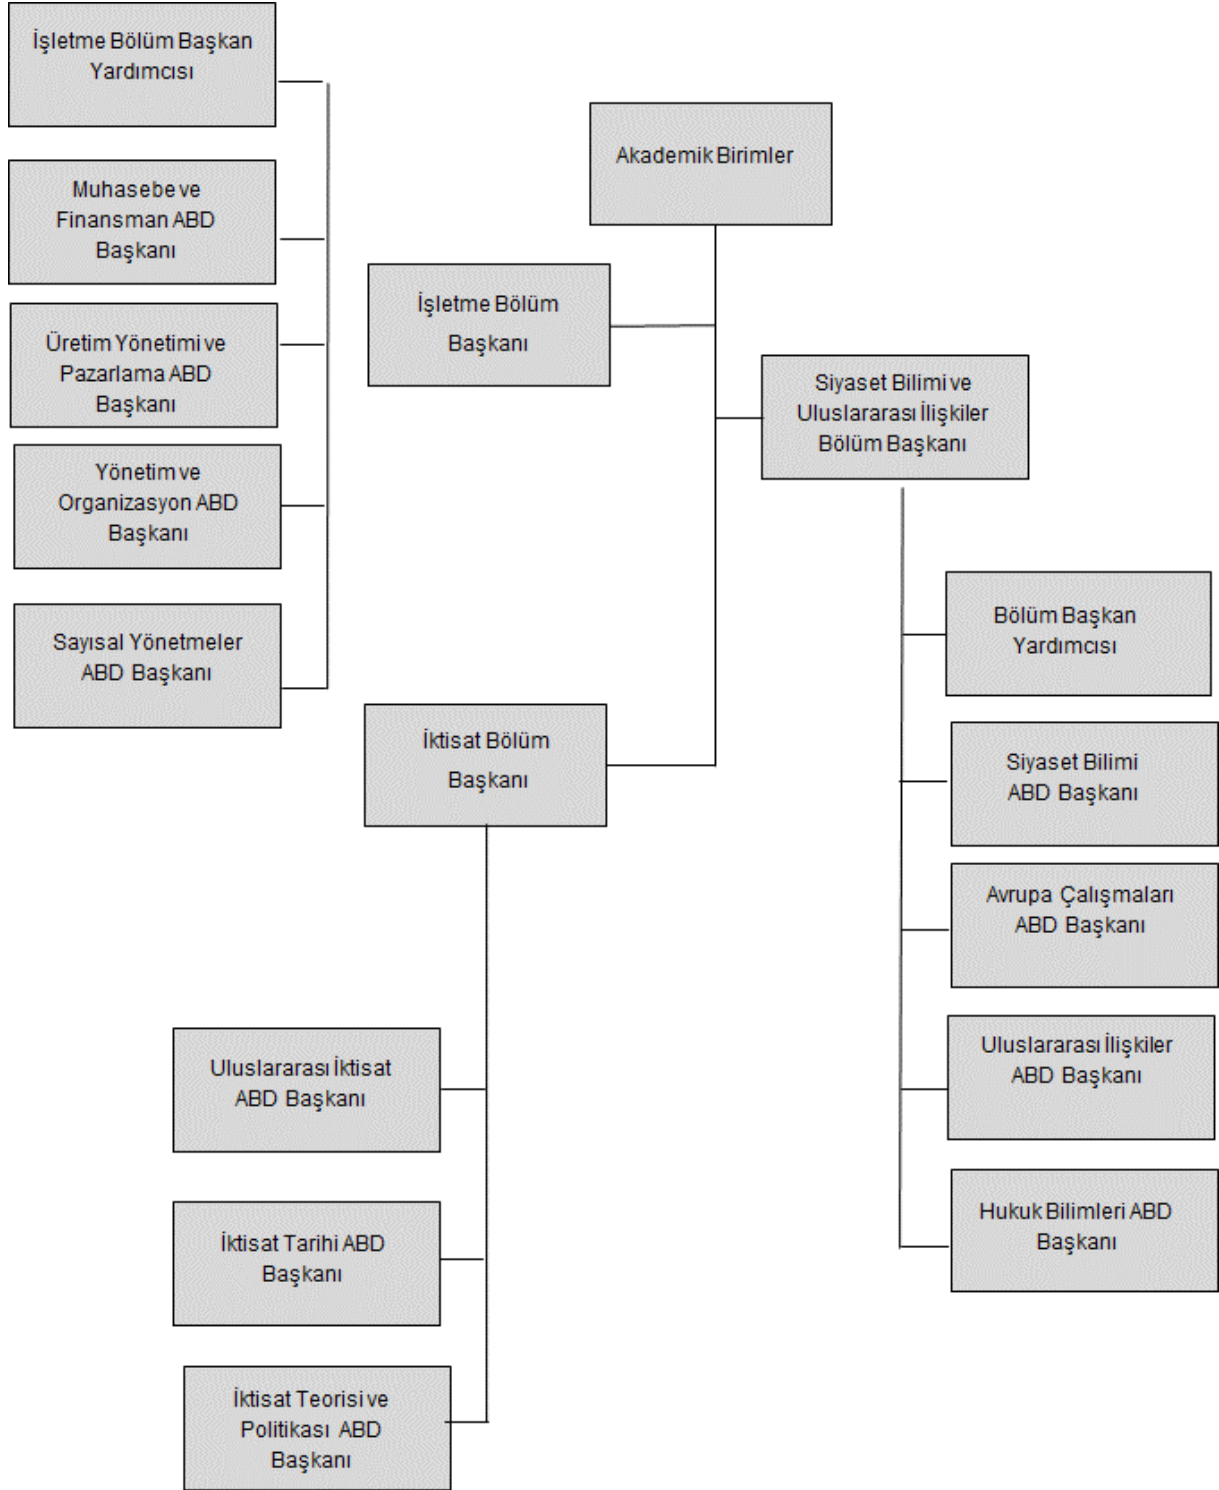 İşletme Bölüm Başkan
Yardımcısı
Muhasebe ve
Finansman ABD
Başkanı
Üretim Yönetimi ve
Pazarlama ABD
Başkanı
Yönetim ve
Organizasyon ABD
Başkanı
Sayısal Yönetmeler
ABD Başkanı
Akademik Birimler
İşletme Bölüm
Başkanı
Siyaset Bilimi ve
Uluslararası İlişkiler
Bölüm Başkanı
İktisat Bölüm
Başkanı
Bölüm Başkan
Yardımcısı
Siyaset Bilimi
ABD Başkanı
Avrupa Çalışmaları
ABD Başkanı
Uluslararası İlişkiler
ABD Başkanı
Hukuk Bilimleri ABD
Başkanı
Uluslararası İktisat
ABD Başkanı
İktisat Tarihi ABD
Başkanı
İktisat Teorisi ve
Politikası ABD
Başkanı